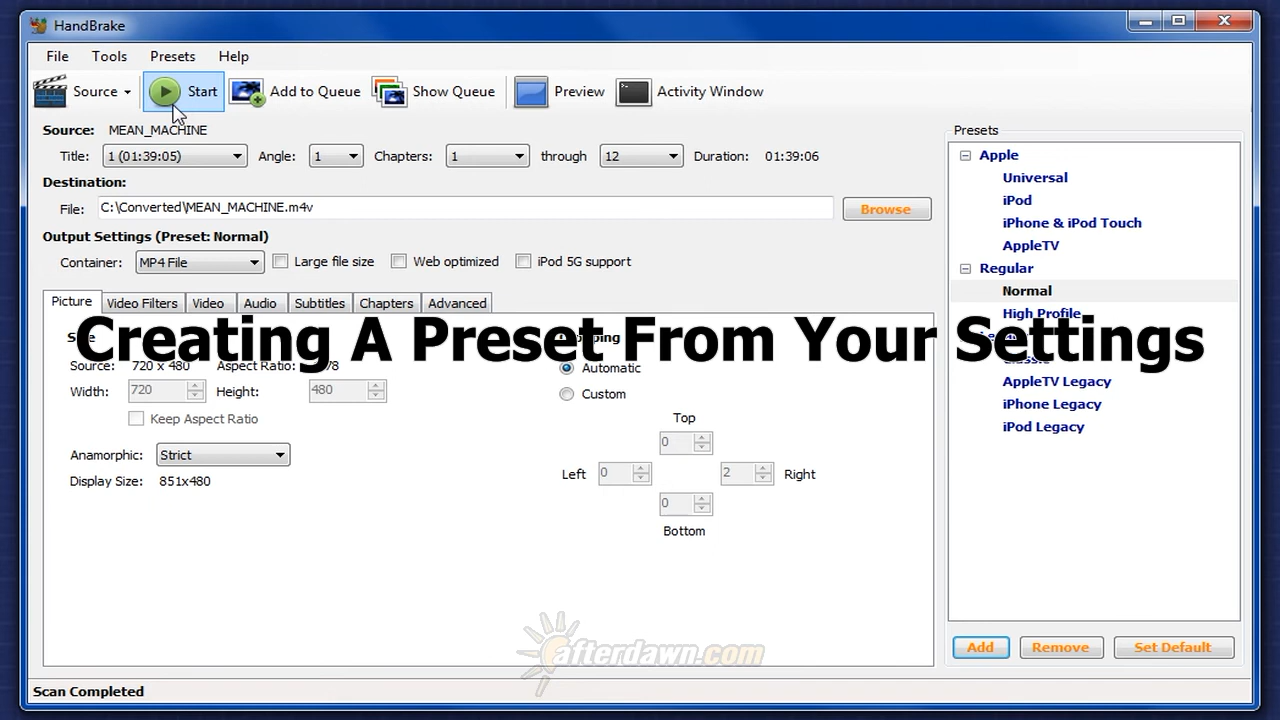 HandBrake
File Tools Presets Help
Source Start Add to Queue Show Queue Preview Activity Window
Source: MEAN_MACHINE
Title: 1 (01:39:05) Angle: 1 Chapters: 1 through 12 Duration: 01:39:06
Destination:
File: C:\Converted\MEAN_MACHINE.m4v Browse
Output Settings (Preset: Normal)
Container: MP4 File Large file size Web optimized iPod 5G support
Picture Video Filters Video Audio Subtitles Chapters Advanced
Creating A Preset From Your Settings
Source: 720 x 480 Aspect Ratio: 78
Automatic
Width: 720 Height: 480
Custom
Keep Aspect Ratio
Top
0
Anamorphic: Strict
Left 0 2 Right
Display Size: 851x480
0
Bottom
Presets
Apple
Universal
iPod
iPhone & iPod Touch
AppleTV
Regular
Normal
High Profile
AppleTV Legacy
iPhone Legacy
iPod Legacy
Add Remove Set Default
afterdawn.com
Scan Completed